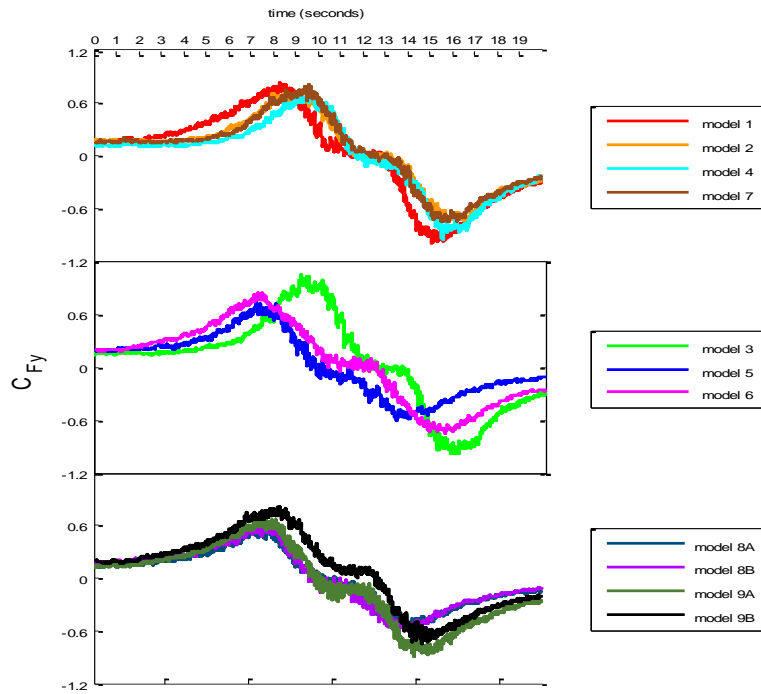 time (seconds)
0 1 2 3 4 5 6 7 8 9 10 11 12 13 14 15 16 17 18 19
1.2
0.6
0
-0.6
-1.2
0.6
0
-0.6
-1.2
0.6
0
-0.6
-1.2
C Fy
model 1
model 2
model 4
model 7
model 3
model 5
model 6
model 8A
model 8B
model 9A
model 9B